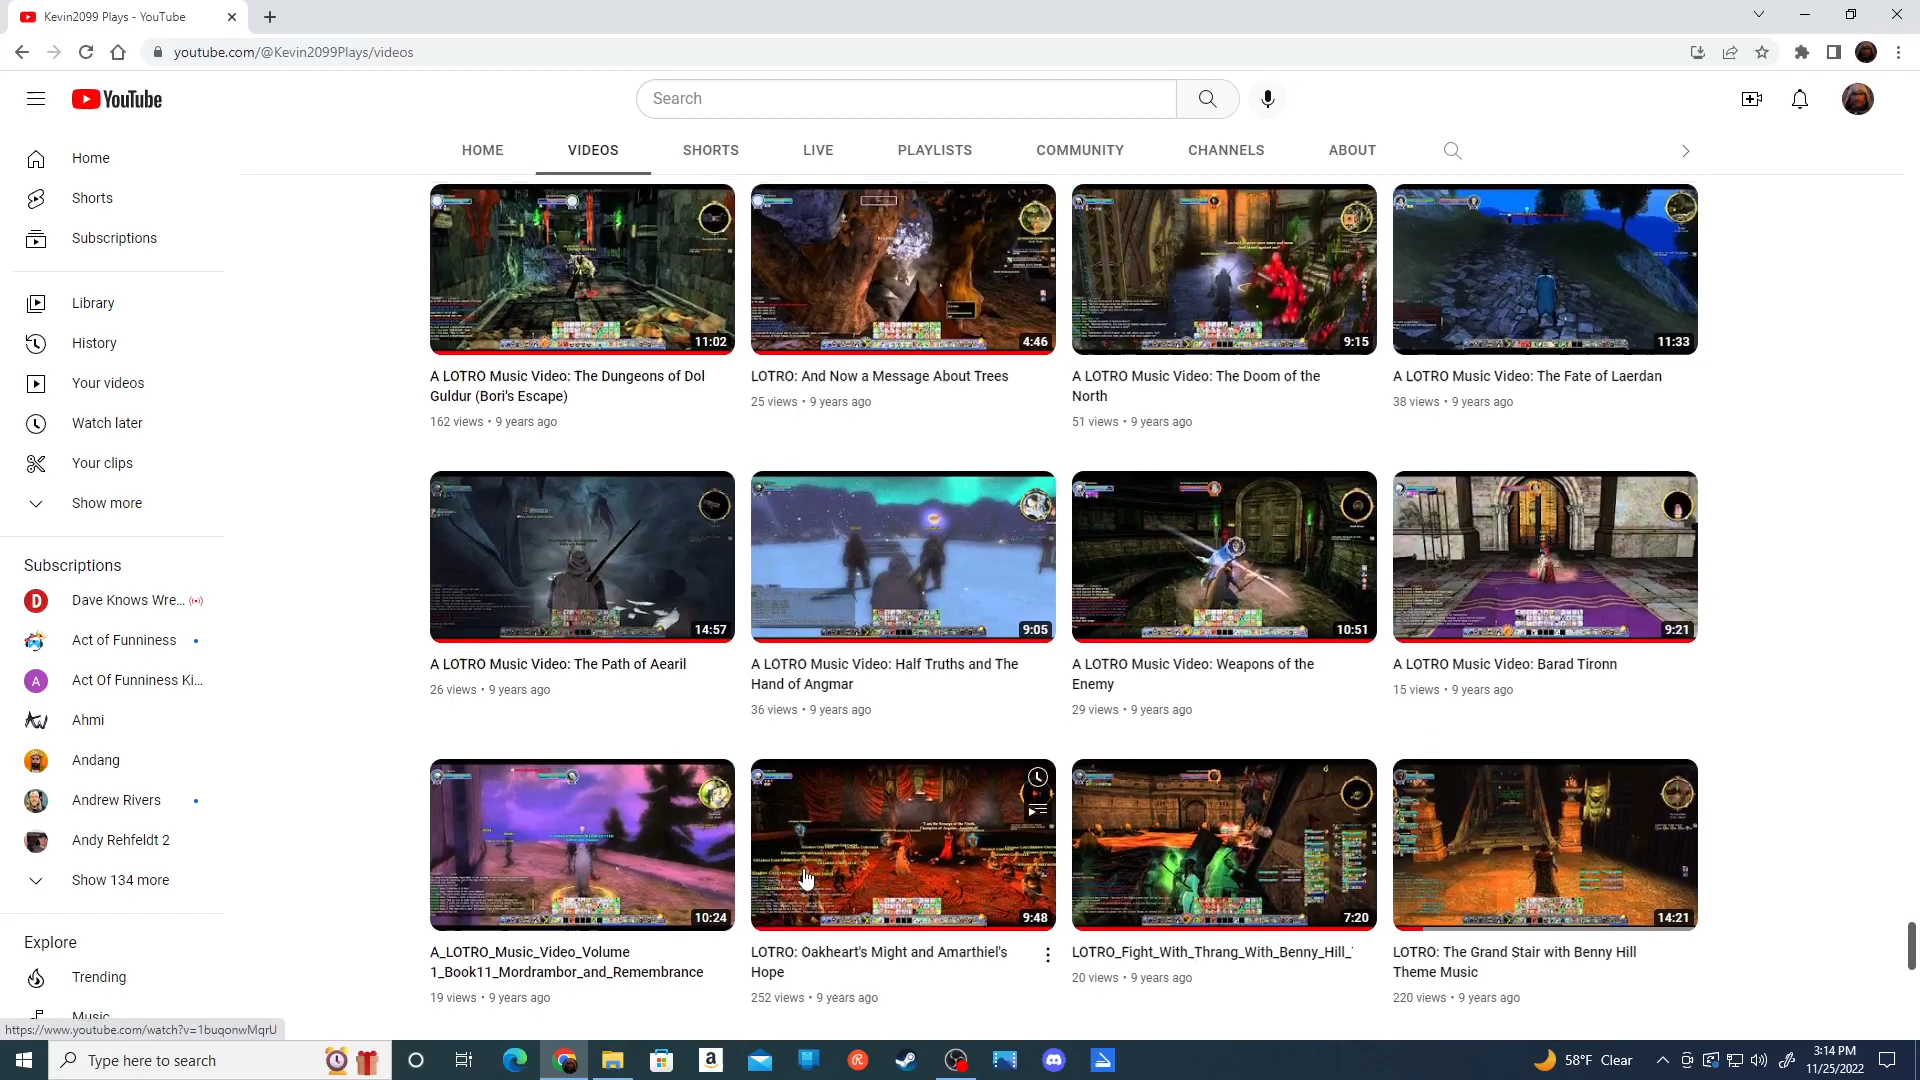 Kevin2099 Plays - YouTube
youtube.com/@Kevin2099Plays/videos
YouTube
Search
HOME VIDEOS SHORTS LIVE PLAYLISTS COMMUNITY CHANNELS ABOUT
Home
Shorts
Subscriptions
Library
History
Your videos
Watch later
Your clips
Show more
Subscriptions
Dave Knows Wre...
Act of Funniness
Act Of Funniness Ki...
Ahmi
Andang
Andrew Rivers
Andy Rehfeldt 2
Show 134 more
Explore
Trending
Music
11:02
A LOTRO Music Video: The Dungeons of Dol
Guldur (Bori's Escape)
162 views • 9 years ago
4:46
LOTRO: And Now a Message About Trees
25 views • 9 years ago
9:15
A LOTRO Music Video: The Doom of the
North
51 views • 9 years ago
11:33
A LOTRO Music Video: The Fate of Laerdan
38 views • 9 years ago
14:57
A LOTRO Music Video: The Path of Aearil
26 views • 9 years ago
9:05
A LOTRO Music Video: Half Truths and The
Hand of Angmar
36 views • 9 years ago
10:51
A LOTRO Music Video: Weapons of the
Enemy
29 views • 9 years ago
9:21
A LOTRO Music Video: Barad Tironn
15 views • 9 years ago
10:24
A_LOTRO_Music_Video_Volume
1_Book11_Mordrambor_and_Remembrance
19 views • 9 years ago
9:48
LOTRO: Oakheart's Might and Amarthiel's
Hope
252 views • 9 years ago
7:20
LOTRO_Fight_With_Thrang_With_Benny_Hill_
20 views • 9 years ago
14:21
LOTRO: The Grand Stair with Benny Hill
Theme Music
220 views • 9 years ago
https://www.youtube.com/watch?v=1buqonwMqrU
Type here to search
58°F Clear
3:14 PM
11/25/2022